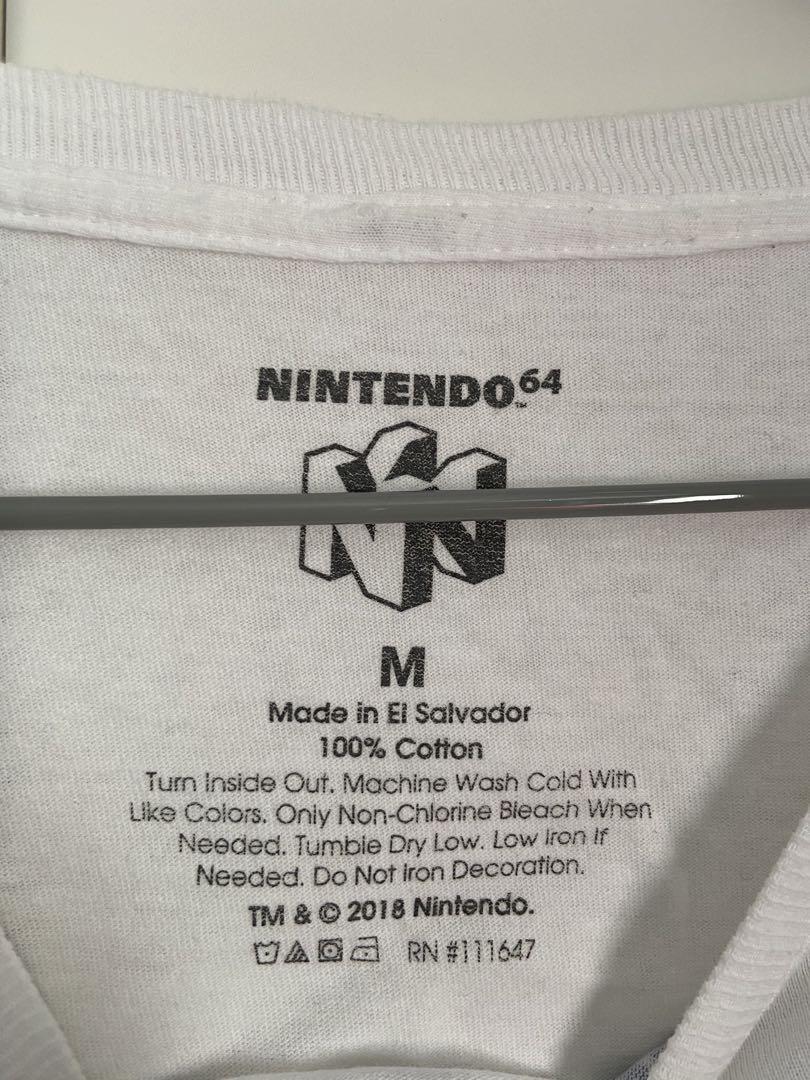 NINTENDO™64
M
Made in El Salvador
100% Cotton
Turn Inside Out. Machine Wash Cold With
Like Colors. Only Non-Chlorine Bleach When
Needed. Tumble Dry Low. Low Iron If
Needed. Do Not Iron Decoration.
TM & © 2018 Nintendo.
RN #111647